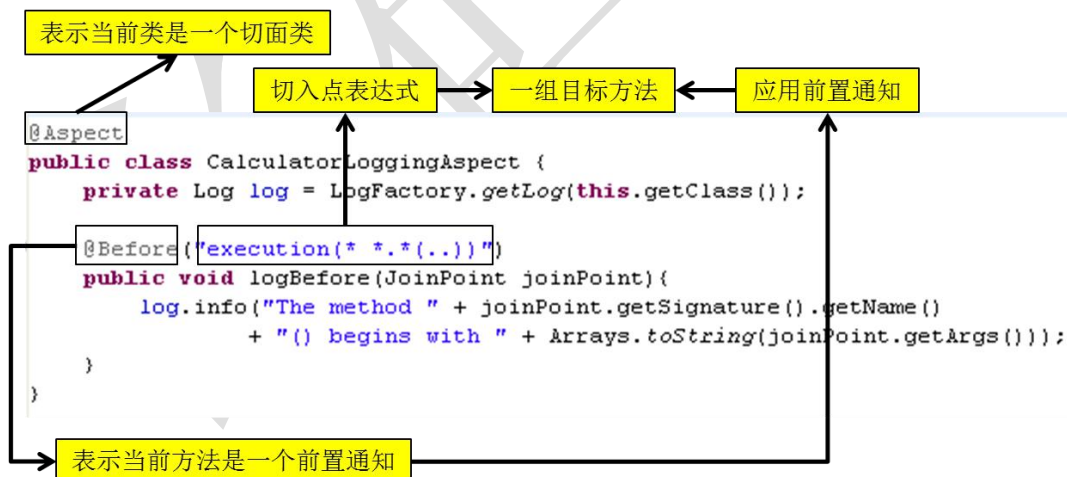 表示当前类是一个切面类
切入点表达式
一组目标方法
应用前置通知
@Aspect
public class CalculatorLoggingAspect {
private Log log = LogFactory.getLog(this.getClass());
@Before("execution(* *.*(..))")
public void logBefore(JoinPoint joinPoint){
log.info("The method " + joinPoint.getSignature().getName()
+ "() begins with " + Arrays.toString(joinPoint.getArgs()));
}
}
表示当前方法是一个前置通知